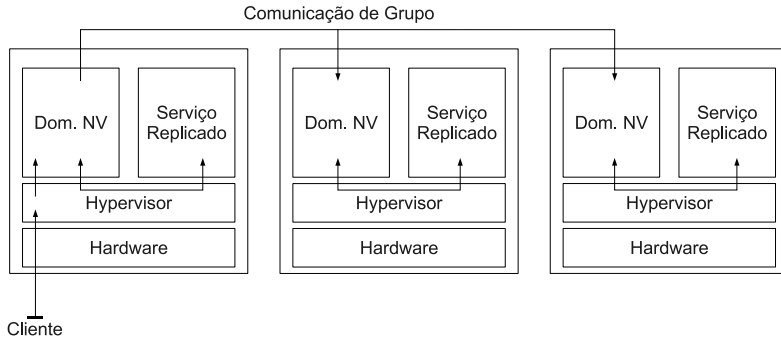 Comunicação de Grupo
Dom. NV
Serviço
Replicado
Hypervisor
Hardware
Dom. NV
Serviço
Replicado
Hypervisor
Hardware
Dom. NV
Serviço
Replicado
Hypervisor
Hardware
Cliente